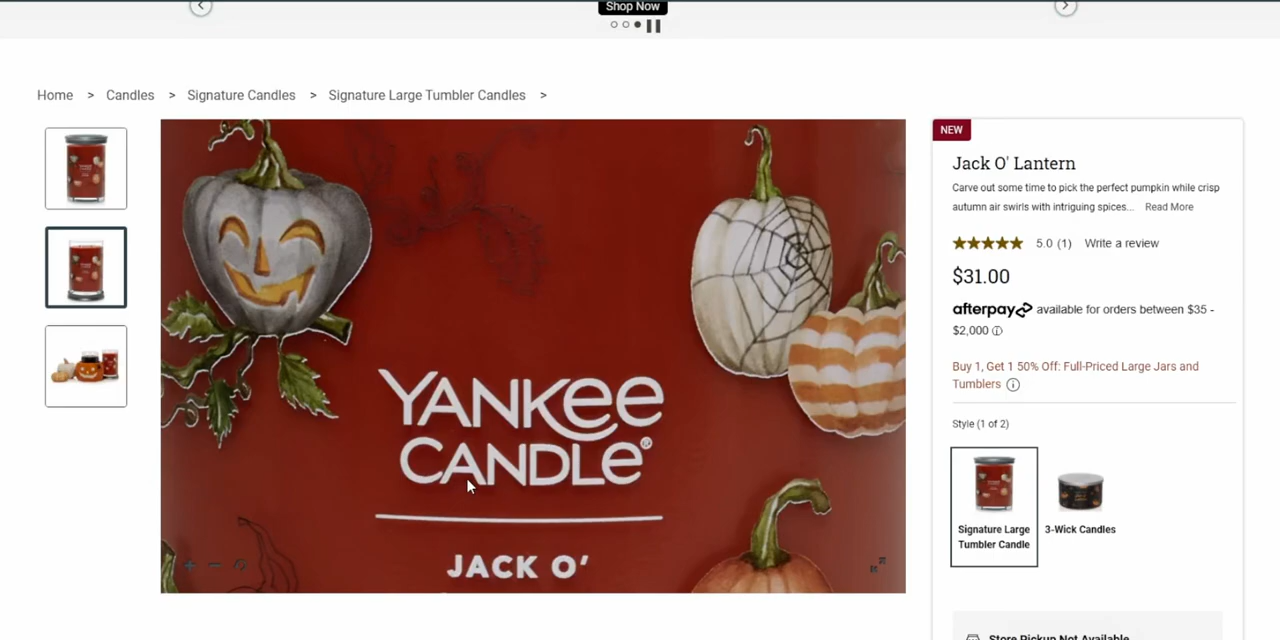 Shop Now
Home > Candles > Signature Candles > Signature Large Tumbler Candles >
YANKEE
CANDLE®
JACK O'
NEW
Jack O' Lantern
Carve out some time to pick the perfect pumpkin while crisp
autumn air swirls with intriguing spices... Read More
5.0 (1) Write a review
$31.00
afterpay available for orders between $35 -
$2,000
Buy 1, Get 1 50% Off: Full-Priced Large Jars and
Tumblers
Style (1 of 2)
Signature Large
Tumbler Candle
3-Wick Candles
Store Pickup Not Available